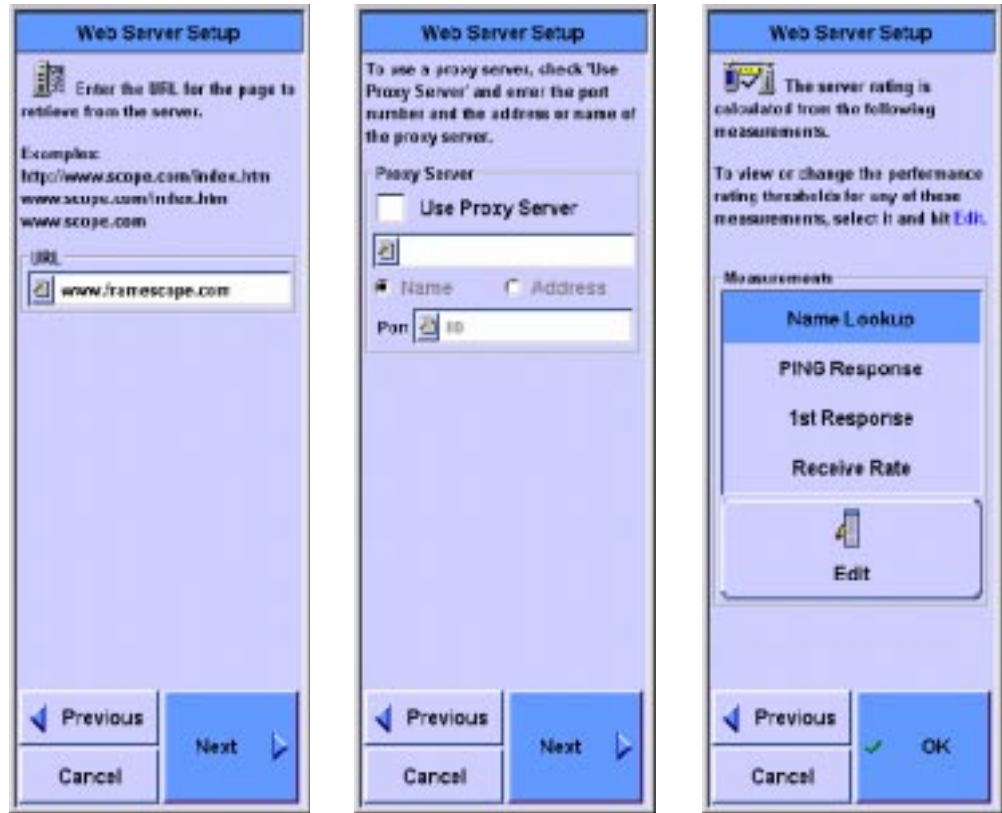 Web Server Setup
Enter the URL for the page to
retrieve from the server.
Examples:
http://www.scope.com/index.htm
www.scope.com/index.htm
www.scope.com
URL
www.framescape.com
Previous
Next
Cancel
Web Server Setup
To use a proxy server, check 'Use
Proxy Server' and enter the port
number and the address or name of
the proxy server.
Proxy Server
Use Proxy Server
Name
Address
Port
80
Previous
Next
Cancel
Web Server Setup
The server rating is
calculated from the following
measurements.
To view or change the performance
rating thresholds for any of these
measurements, select it and hit Edit.
Measurements
Name Lookup
PING Response
1st Response
Receive Rate
Edit
Previous
OK
Cancel